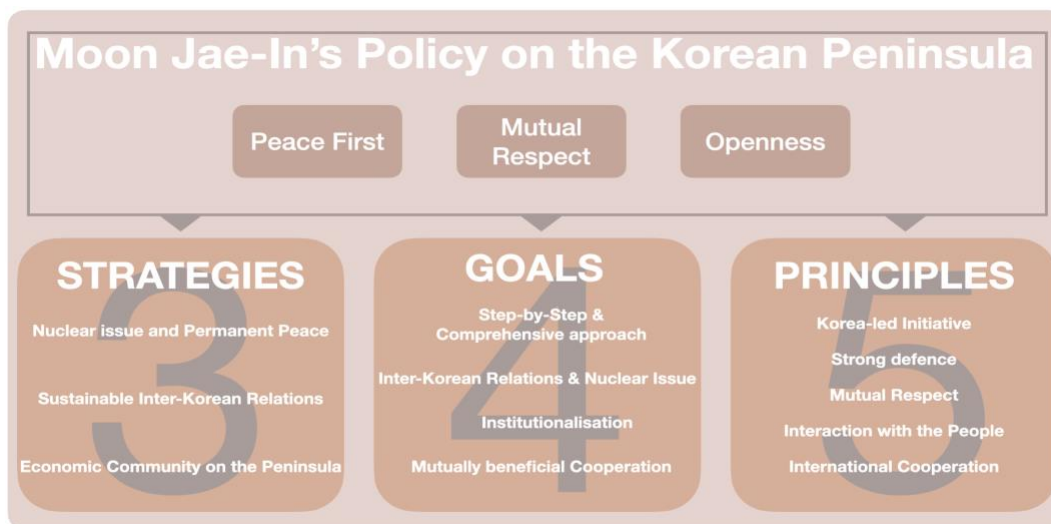 Moon Jae-In's Policy on the Korean Peninsula
Peace First
Mutual
Respect
Openness
STRATEGIES
3
Nuclear issue and Permanent Peace
Sustainable Inter-Korean Relations
Economic Community on the Peninsula
GOALS
4
Step-by-Step &
Comprehensive approach
Inter-Korean Relations & Nuclear Issue
Institutionalisation
Mutually beneficial Cooperation
PRINCIPLES
5
Korea-led Initiative
Strong defence
Mutual Respect
Interaction with the People
International Cooperation